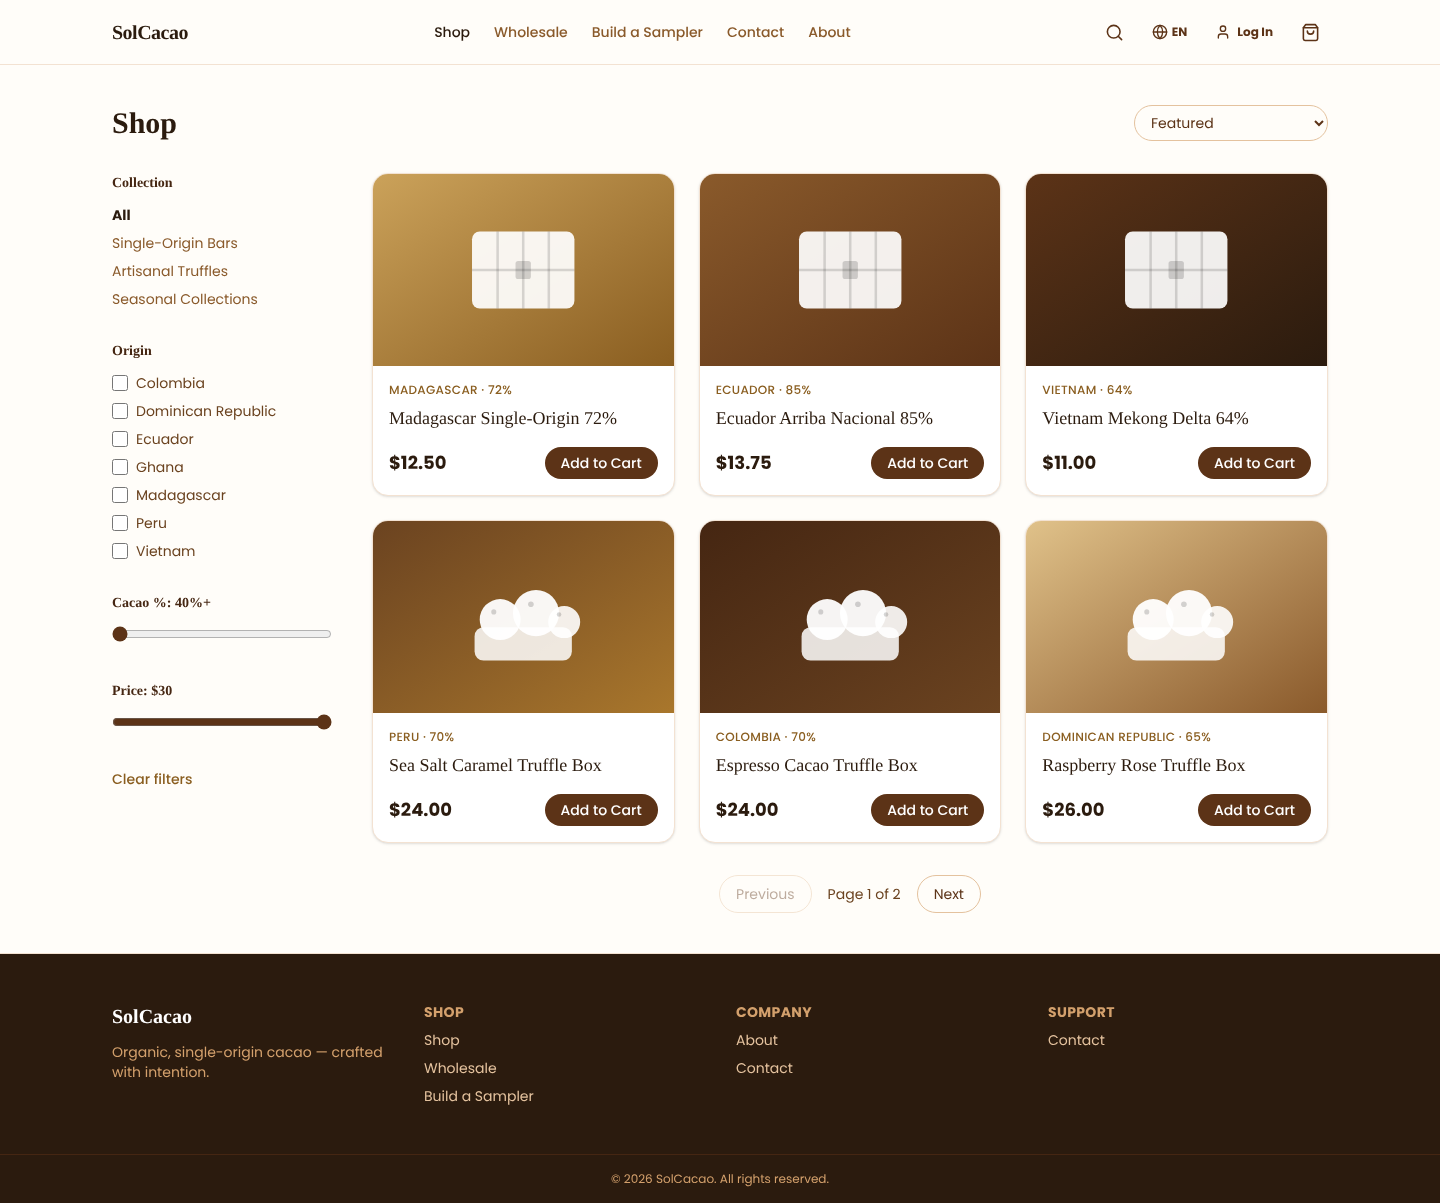 SolCacao
Shop
Wholesale
Build a Sampler
Contact
About
EN
Log In
Shop
Featured
Collection
All
Single-Origin Bars
Artisanal Truffles
Seasonal Collections
Origin
Colombia
Dominican Republic
Ecuador
Ghana
Madagascar
Peru
Vietnam
Cacao %: 40%+
Price: $30
Clear filters
MADAGASCAR · 72%
Madagascar Single-Origin 72%
$12.50
Add to Cart
ECUADOR · 85%
Ecuador Arriba Nacional 85%
$13.75
Add to Cart
VIETNAM · 64%
Vietnam Mekong Delta 64%
$11.00
Add to Cart
PERU · 70%
Sea Salt Caramel Truffle Box
$24.00
Add to Cart
COLOMBIA · 70%
Espresso Cacao Truffle Box
$24.00
Add to Cart
DOMINICAN REPUBLIC · 65%
Raspberry Rose Truffle Box
$26.00
Add to Cart
Previous
Page 1 of 2
Next
SolCacao
Organic, single-origin cacao — crafted
with intention.
SHOP
Shop
Wholesale
Build a Sampler
COMPANY
About
Contact
SUPPORT
Contact
© 2026 SolCacao. All rights reserved.